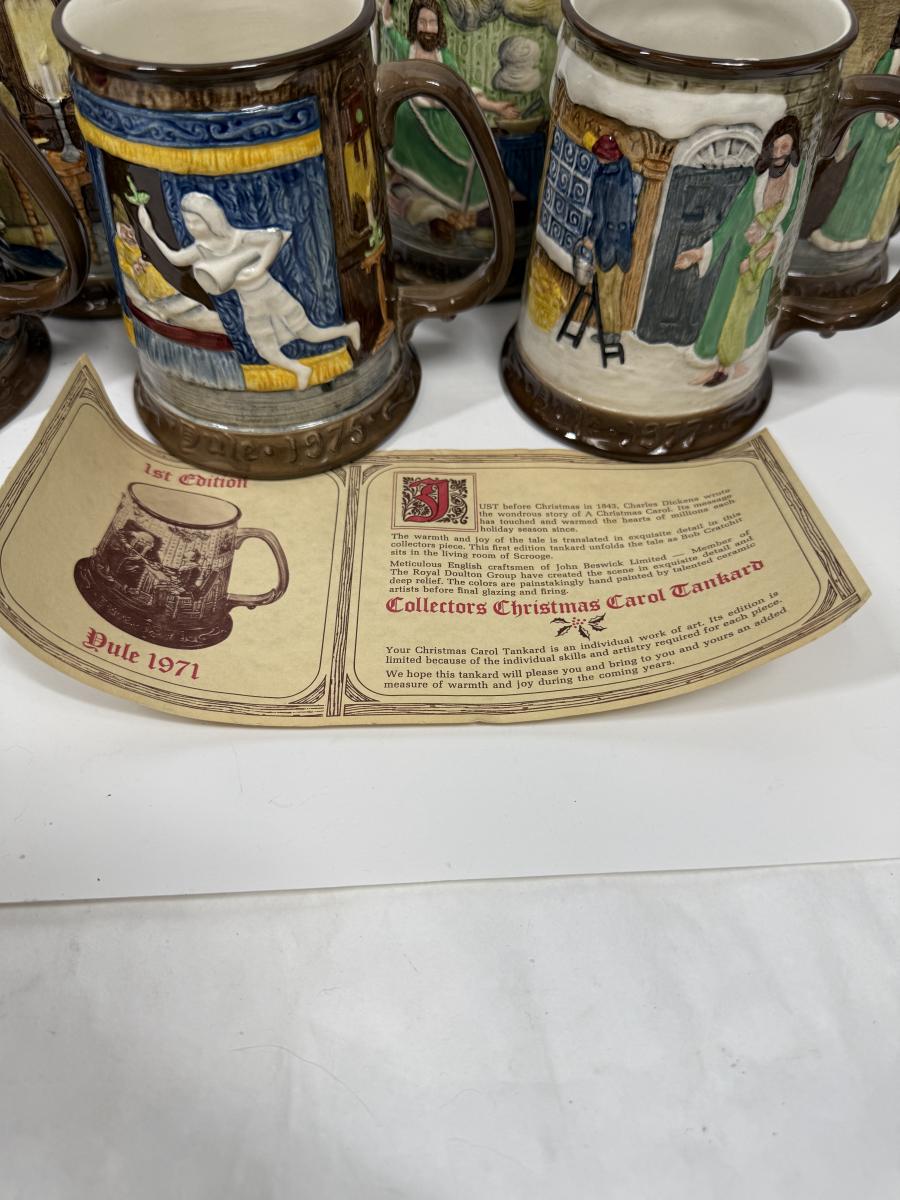 BAKER
Yule · 1975
Yule · 1977
1st Edition
Yule 1971
JUST before Christmas in 1843, Charles Dickens wrote
the wondrous story of A Christmas Carol. Its message
has touched and warmed the hearts of millions each
holiday season since.
The warmth and joy of the tale is translated in exquisite detail in this
collectors piece. This first edition tankard unfolds the tale as Bob Cratchit
sits in the living room of Scrooge.
Meticulous English craftsmen of John Beswick Limited — Member of
The Royal Doulton Group have created the scene in exquisite detail and
deep relief. The colors are painstakingly hand painted by talented ceramic
artists before final glazing and firing.
Collectors Christmas Carol Tankard
Your Christmas Carol Tankard is an individual work of art. Its edition is
limited because of the individual skills and artistry required for each piece.
We hope this tankard will please you and bring to you and yours an added
measure of warmth and joy during the coming years.